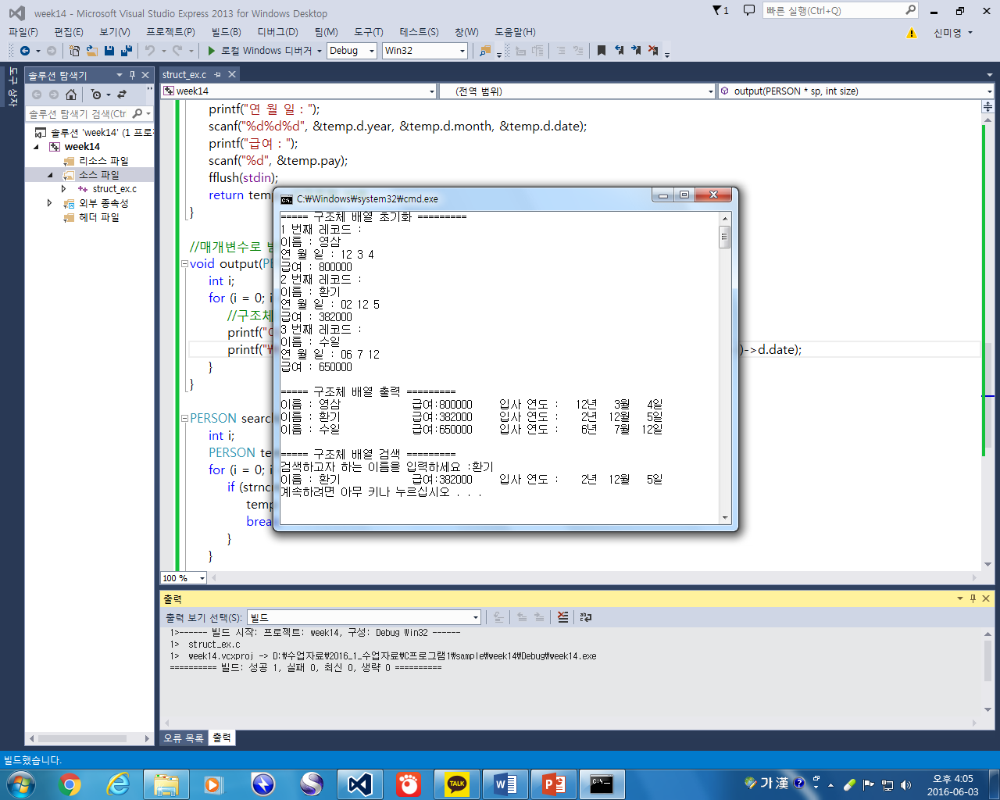 week14 - Microsoft Visual Studio Express 2013 for Windows Desktop
1
빠른 실행(Ctrl+Q)
파일(F) 편집(E) 보기(V) 프로젝트(P) 빌드(B) 디버그(D) 팀(M) 도구(T) 테스트(S) 창(W) 도움말(H)
신미영
로컬 Windows 디버거 Debug Win32
도구 상자
솔루션 탐색기
솔루션 탐색기 검색(Ctr
솔루션 'week14' (1 프로
week14
리소스 파일
소스 파일
struct_ex.c
외부 종속성
헤더 파일
struct_ex.c
week14 (전역 범위) output(PERSON * sp, int size)
printf("연 월 일 : ");
scanf("%d%d%d", &temp.d.year, &temp.d.month, &temp.d.date);
printf("급여 : ");
scanf("%d", &temp.pay);
fflush(stdin);
return temp
}
//매개변수로
void output(PE
int i;
for (i = 0; i
//구조체
printf("
printf("₩ )->d.date);
}
}
PERSON search
int i;
PERSON te
for (i = 0; i
if (strnc
temp
brea
}
}
C:₩Windows₩system32₩cmd.exe
===== 구조체 배열 초기화 =========
1 번째 레코드 :
이름 : 영삼
연 월 일 : 12 3 4
급여 : 800000
2 번째 레코드 :
이름 : 환기
연 월 일 : 02 12 5
급여 : 382000
3 번째 레코드 :
이름 : 수일
연 월 일 : 06 7 12
급여 : 650000
===== 구조체 배열 출력 =========
이름 : 영삼 급여:800000 입사 연도 : 12년 3월 4일
이름 : 환기 급여:382000 입사 연도 : 2년 12월 5일
이름 : 수일 급여:650000 입사 연도 : 6년 7월 12일
===== 구조체 배열 검색 =========
검색하고자 하는 이름을 입력하세요 :환기
이름 : 환기 급여:382000 입사 연도 : 2년 12월 5일
계속하려면 아무 키나 누르십시오 . . .
100 %
출력
출력 보기 선택(S): 빌드
1>------ 빌드 시작: 프로젝트: week14, 구성: Debug Win32 ------
1> struct_ex.c
1> week14.vcxproj -> D:₩수업자료₩2016_1_수업자료₩C프로그램1₩sample₩week14₩Debug₩week14.exe
========== 빌드: 성공 1, 실패 0, 최신 0, 생략 0 ==========
오류 목록 출력
빌드했습니다.
TALK
가 漢
오후 4:05
2016-06-03